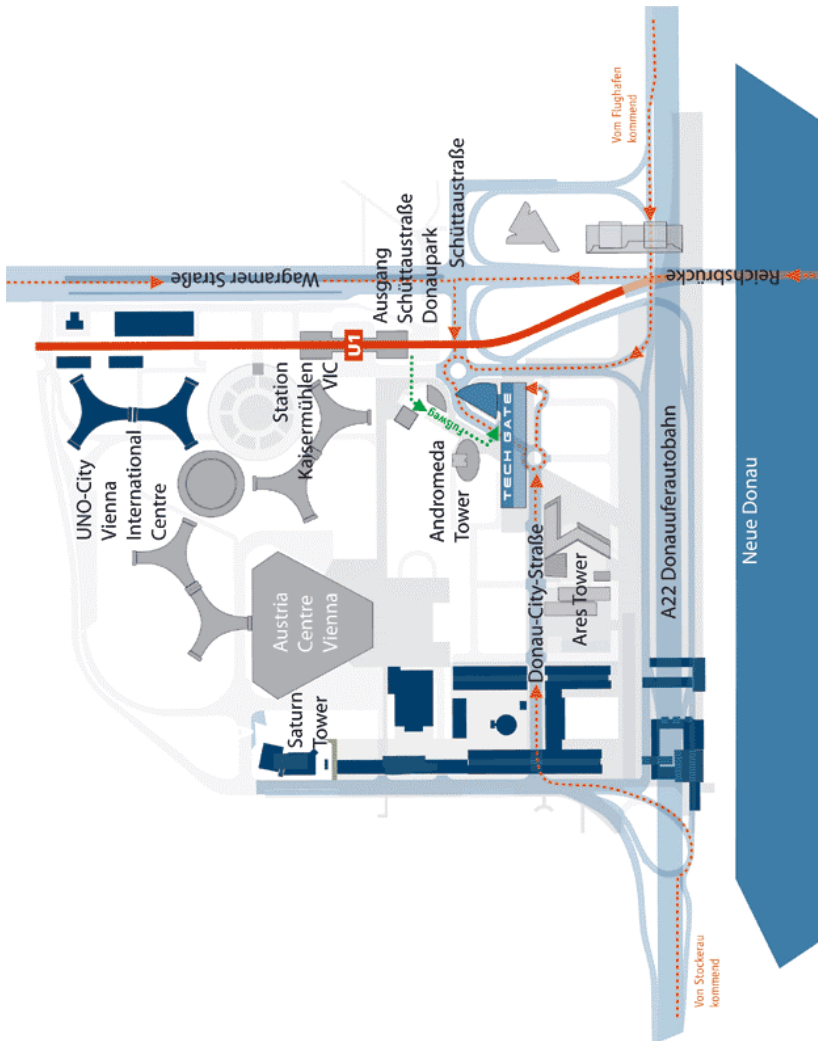 Vom Flughafen
kommend
Wagramer Straße
Ausgang
Schüttaustraße
Donaupark
Schüttaustraße
Reichsbrücke
U1
Station
Kaisermühlen
VIC
UNO-City
Vienna
International
Centre
Fußweg
TECH GATE
Andromeda
Tower
Austria
Centre
Vienna
Donau-City-Straße
Ares Tower
A22 Donauuferautobahn
Neue Donau
Saturn
Tower
Von Stockerau
kommend